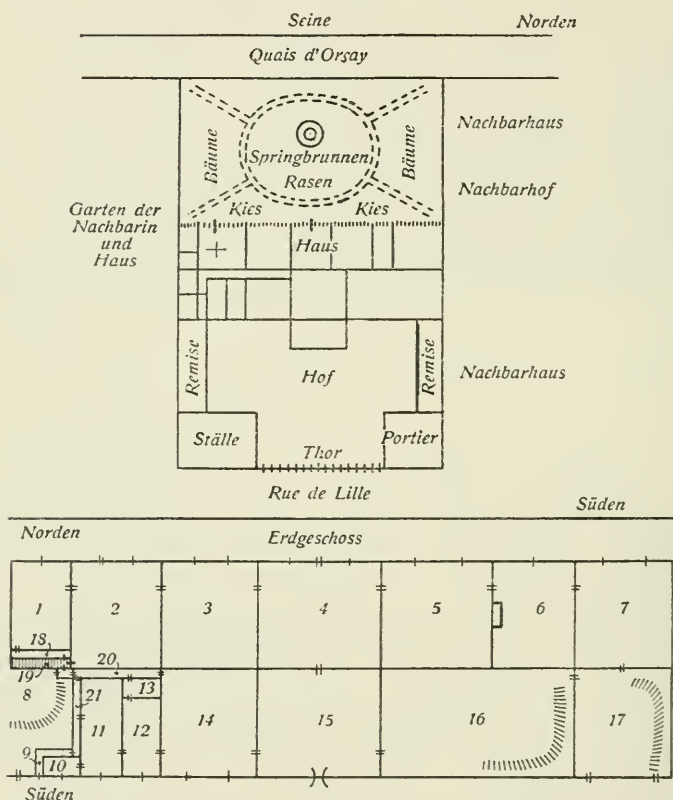 Seine Norden
Quais d'Orsay
Bäume
Springbrunnen
Rasen
Bäume
Nachbarhaus
Nachbarhof
Kies Kies
Garten der
Nachbarin
und
Haus
Haus
Remise
Hof
Remise
Nachbarhaus
Ställe
Portier
Thor
Rue de Lille
Süden
Norden
Erdgeschoss
1 2 3 4 5 6 7
18
19
20
8
21
13
11
12
14 15 16 17
9
10
Süden